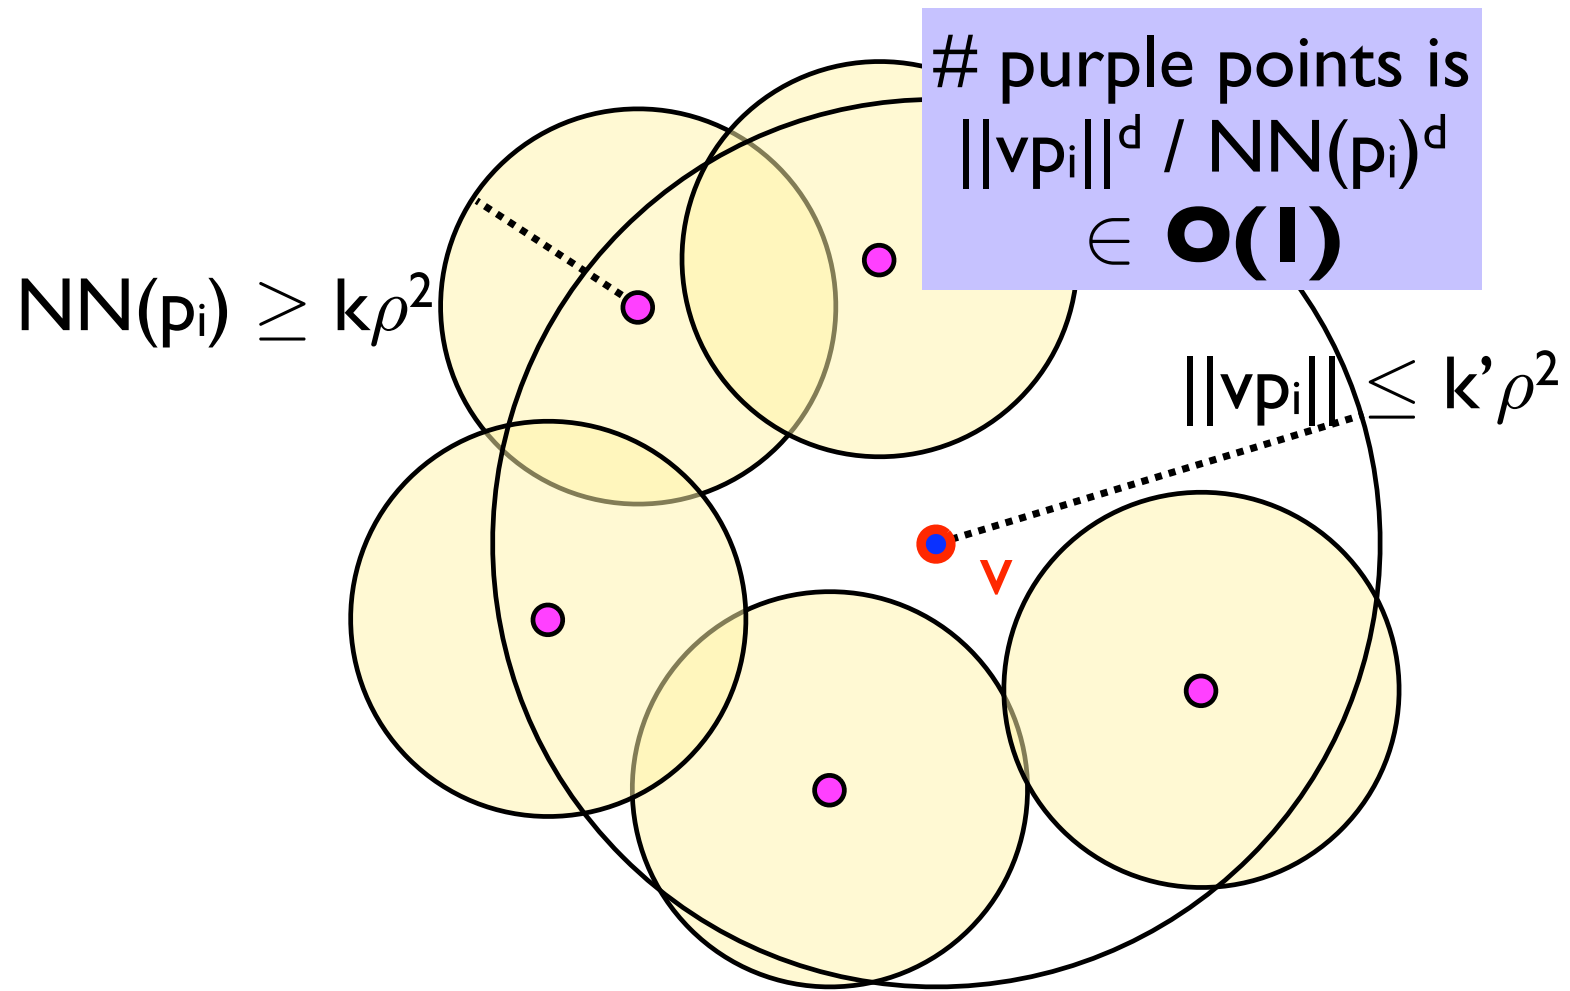 # purple points is
||vpᵢ||ᵈ / NN(pᵢ)ᵈ
∈ O(1)
NN(pᵢ) ≥ kρ²
||vpᵢ|| ≤ k’ρ²
v